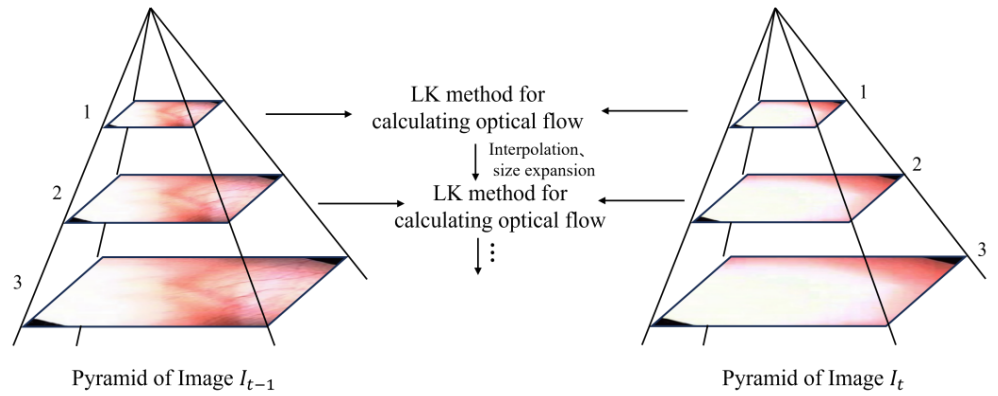 1
LK method for
calculating optical flow
1
Interpolation、
size expansion
2
LK method for
calculating optical flow
2
⋮
3
3
Pyramid of Image I_{t−1}
Pyramid of Image I_t